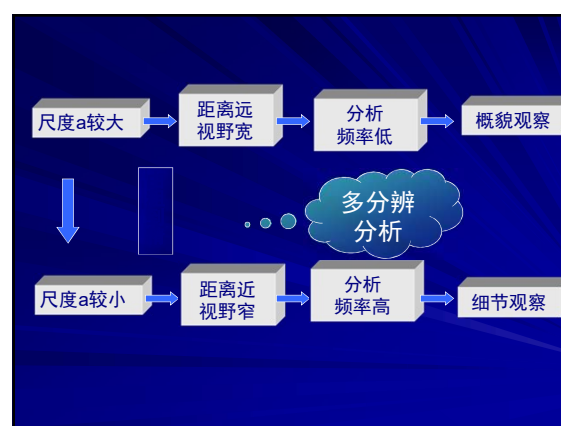 尺度a较大
距离远
视野宽
分析
频率低
概貌观察
多分辨
分析
尺度a较小
距离近
视野窄
分析
频率高
细节观察